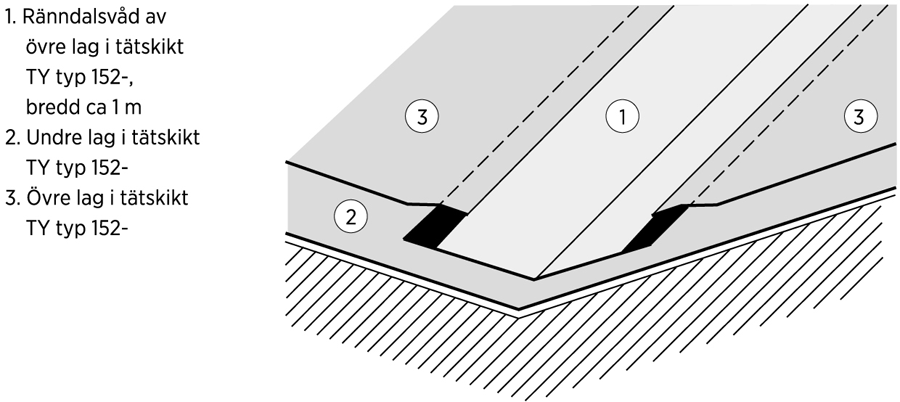 1. Ränndalsvåd av
övre lag i tätskikt
TY typ 152-,
bredd ca 1 m
2. Undre lag i tätskikt
TY typ 152-
3. Övre lag i tätskikt
TY typ 152-
3
1
3
2